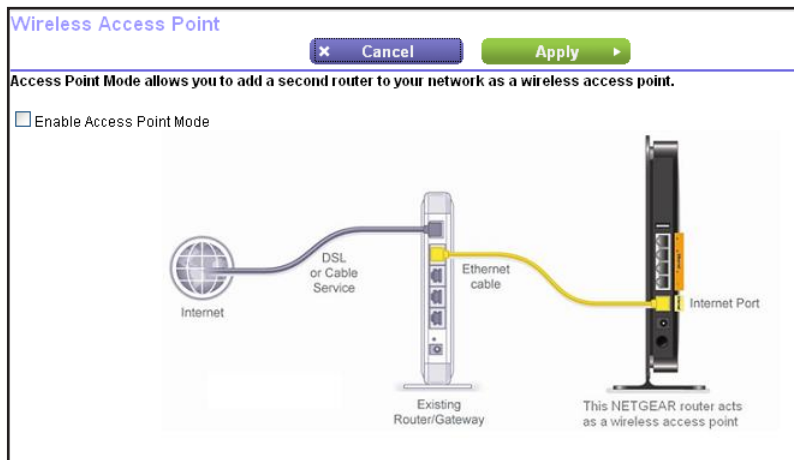 Wireless Access Point
Cancel
Apply
Access Point Mode allows you to add a second router to your network as a wireless access point.
Enable Access Point Mode
DSL
or Cable
Service
Ethernet
cable
Internet
Internet Port
Existing
Router/Gateway
This NETGEAR router acts
as a wireless access point